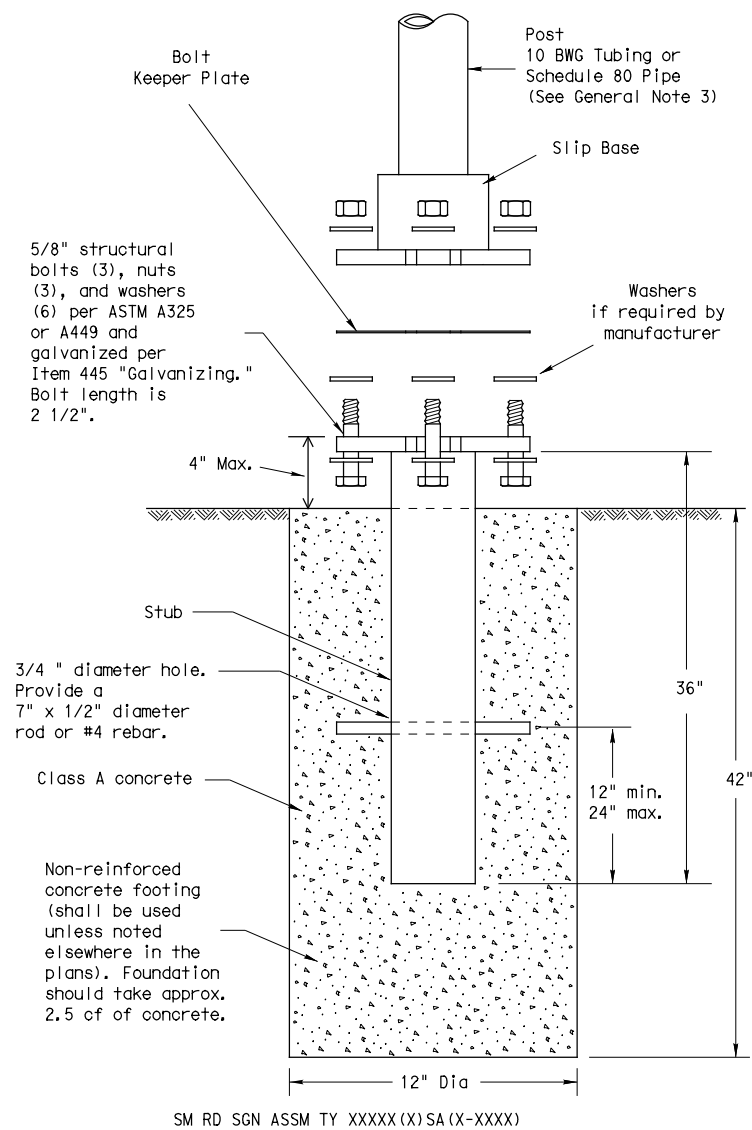 Post
10 BWG Tubing or
Schedule 80 Pipe
(See General Note 3)
Bolt
Keeper Plate
Slip Base
5/8" structural
bolts (3), nuts
(3), and washers
(6) per ASTM A325
or A449 and
galvanized per
Item 445 "Galvanizing."
Bolt length is
2 1/2".
Washers
if required by
manufacturer
4" Max.
Stub
3/4 " diameter hole.
Provide a
7" x 1/2" diameter
rod or #4 rebar.
36"
Class A concrete
12" min.
24" max.
42"
Non-reinforced
concrete footing
(shall be used
unless noted
elsewhere in the
plans). Foundation
should take approx.
2.5 cf of concrete.
12" Dia
SM RD SGN ASSM TY XXXXX(X)SA(X-XXXX)